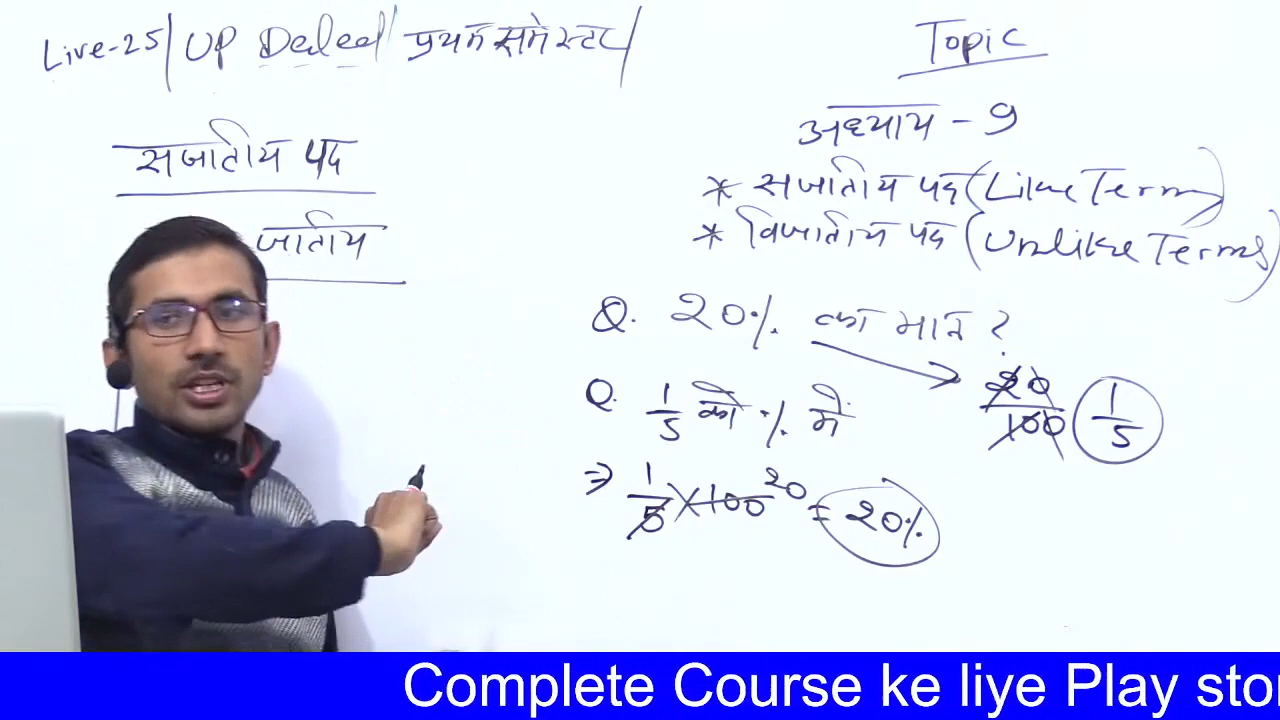 Live-25/ UP Deled/ प्रथम सेमेस्टर/
सजातीय पद
जातीय
Topic
अध्याय - 9
* सजातीय पद (Like Term)
* विजातीय पद (Unlike Terms)
Q. 20% का मान ?
20/100 1/5
Q. 1/5 को % में
⇒ 1/5 × 100 20 = 20%
Complete Course ke liye Play stor